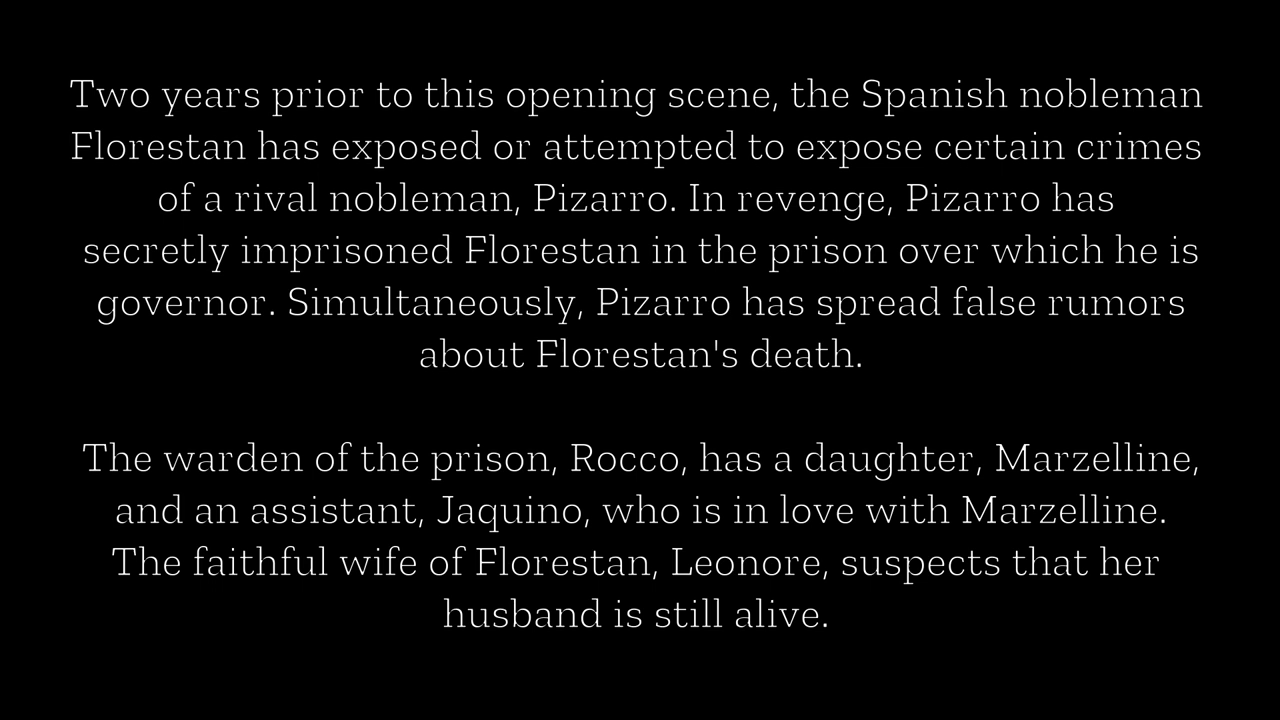 Two years prior to this opening scene, the Spanish nobleman
Florestan has exposed or attempted to expose certain crimes
of a rival nobleman, Pizarro. In revenge, Pizarro has
secretly imprisoned Florestan in the prison over which he is
governor. Simultaneously, Pizarro has spread false rumors
about Florestan's death.
The warden of the prison, Rocco, has a daughter, Marzelline,
and an assistant, Jaquino, who is in love with Marzelline.
The faithful wife of Florestan, Leonore, suspects that her
husband is still alive.